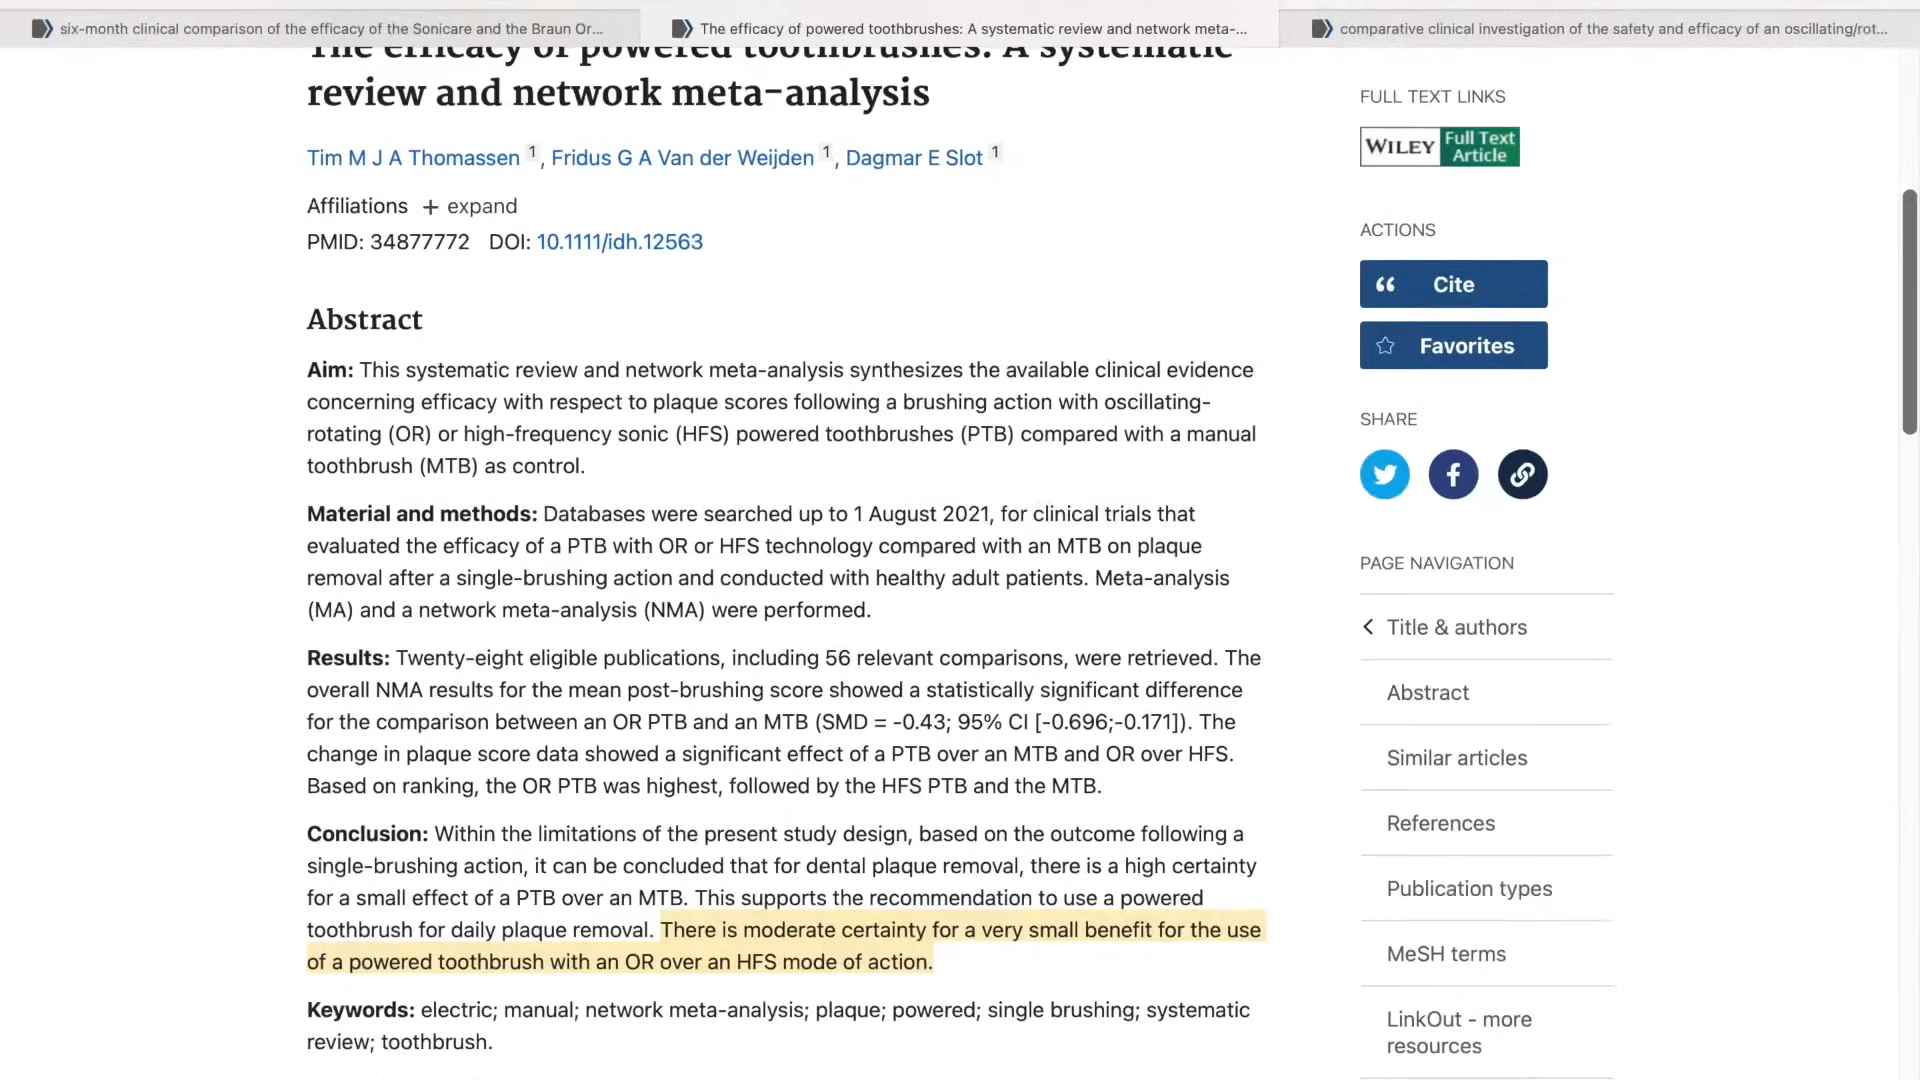 six-month clinical comparison of the efficacy of the Sonicare and the Braun Or...
The efficacy of powered toothbrushes: A systematic review and network meta-...
comparative clinical investigation of the safety and efficacy of an oscillating/rot...
The efficacy of powered toothbrushes: A systematic
review and network meta-analysis
Tim M J A Thomassen 1, Fridus G A Van der Weijden 1, Dagmar E Slot 1
Affiliations + expand
PMID: 34877772 DOI: 10.1111/idh.12563
Abstract
Aim: This systematic review and network meta-analysis synthesizes the available clinical evidence
concerning efficacy with respect to plaque scores following a brushing action with oscillating-
rotating (OR) or high-frequency sonic (HFS) powered toothbrushes (PTB) compared with a manual
toothbrush (MTB) as control.
Material and methods: Databases were searched up to 1 August 2021, for clinical trials that
evaluated the efficacy of a PTB with OR or HFS technology compared with an MTB on plaque
removal after a single-brushing action and conducted with healthy adult patients. Meta-analysis
(MA) and a network meta-analysis (NMA) were performed.
Results: Twenty-eight eligible publications, including 56 relevant comparisons, were retrieved. The
overall NMA results for the mean post-brushing score showed a statistically significant difference
for the comparison between an OR PTB and an MTB (SMD = -0.43; 95% CI [-0.696;-0.171]). The
change in plaque score data showed a significant effect of a PTB over an MTB and OR over HFS.
Based on ranking, the OR PTB was highest, followed by the HFS PTB and the MTB.
Conclusion: Within the limitations of the present study design, based on the outcome following a
single-brushing action, it can be concluded that for dental plaque removal, there is a high certainty
for a small effect of a PTB over an MTB. This supports the recommendation to use a powered
toothbrush for daily plaque removal. There is moderate certainty for a very small benefit for the use
of a powered toothbrush with an OR over an HFS mode of action.
Keywords: electric; manual; network meta-analysis; plaque; powered; single brushing; systematic
review; toothbrush.
FULL TEXT LINKS
WILEY Full Text
Article
ACTIONS
Cite
Favorites
SHARE
PAGE NAVIGATION
Title & authors
Abstract
Similar articles
References
Publication types
MeSH terms
LinkOut - more
resources